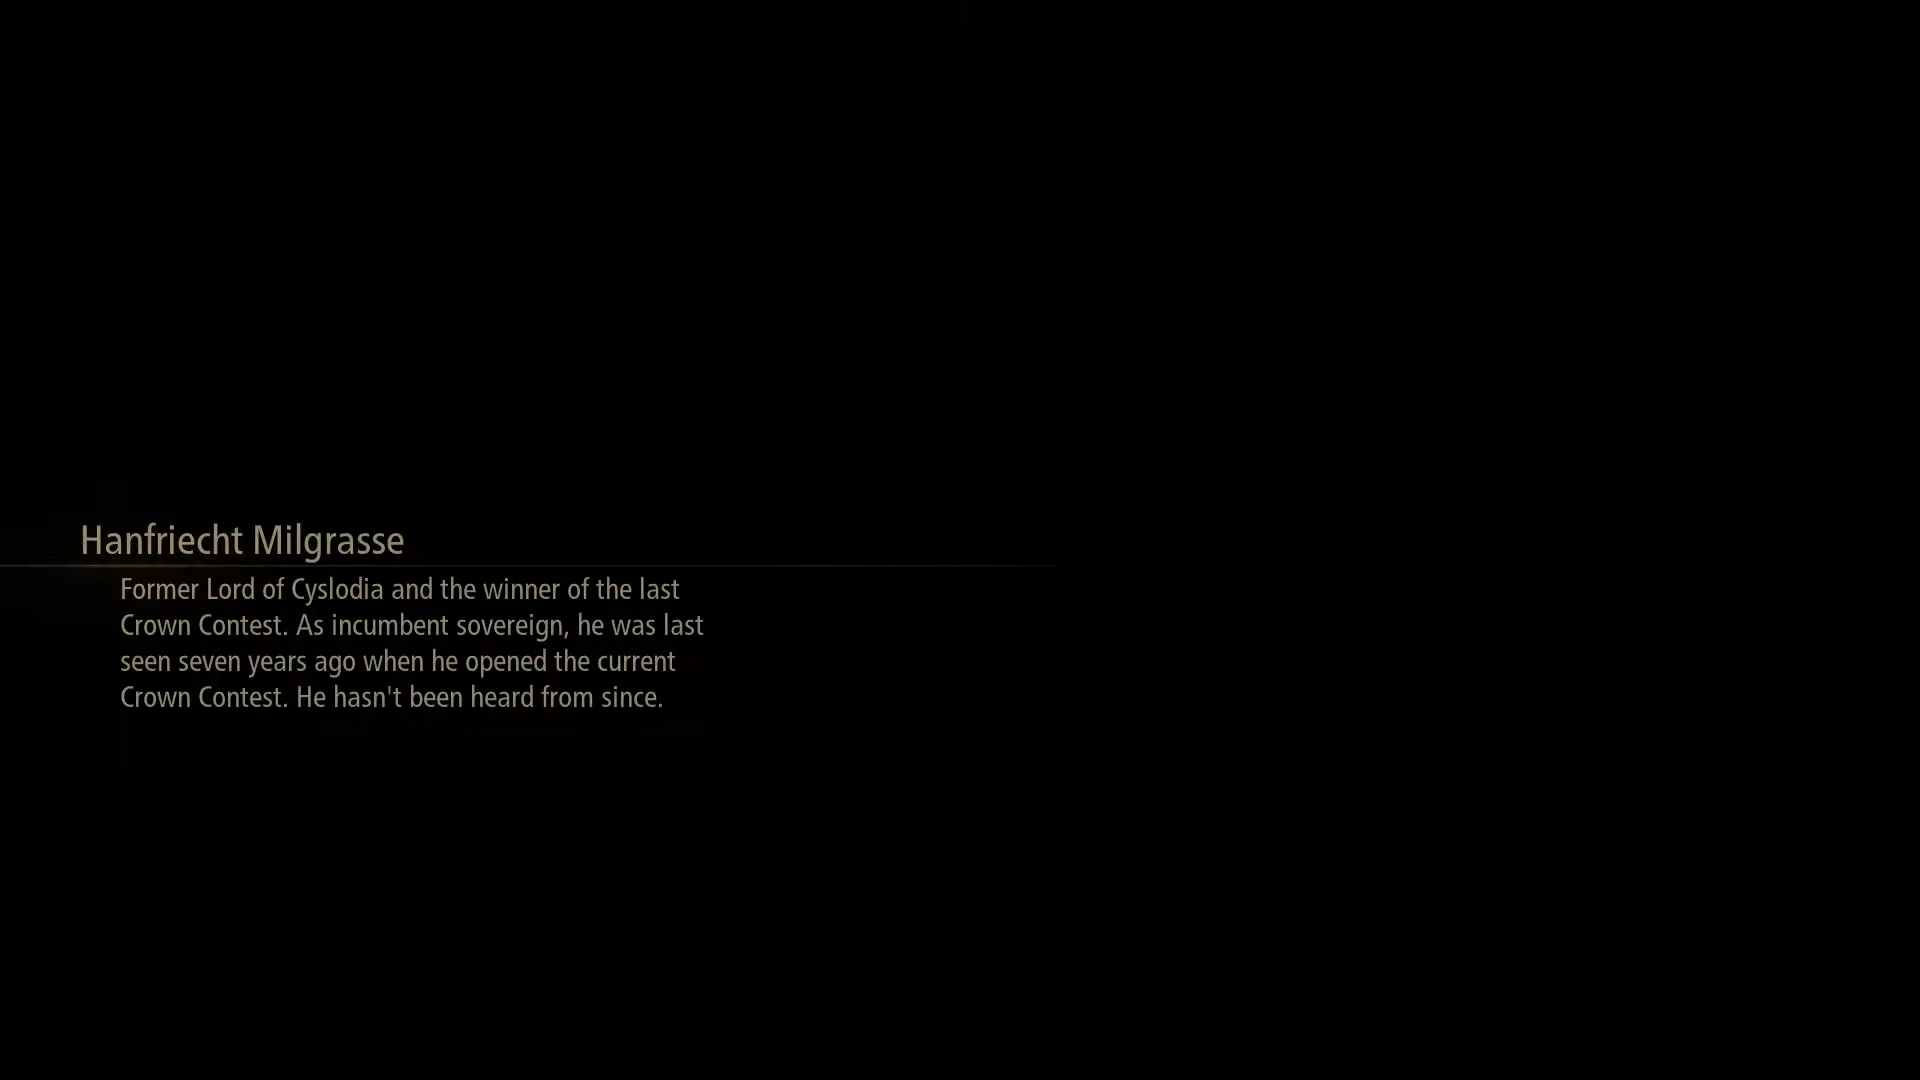 Hanfriecht Milgrasse
Former Lord of Cyslodia and the winner of the last
Crown Contest. As incumbent sovereign, he was last
seen seven years ago when he opened the current
Crown Contest. He hasn't been heard from since.